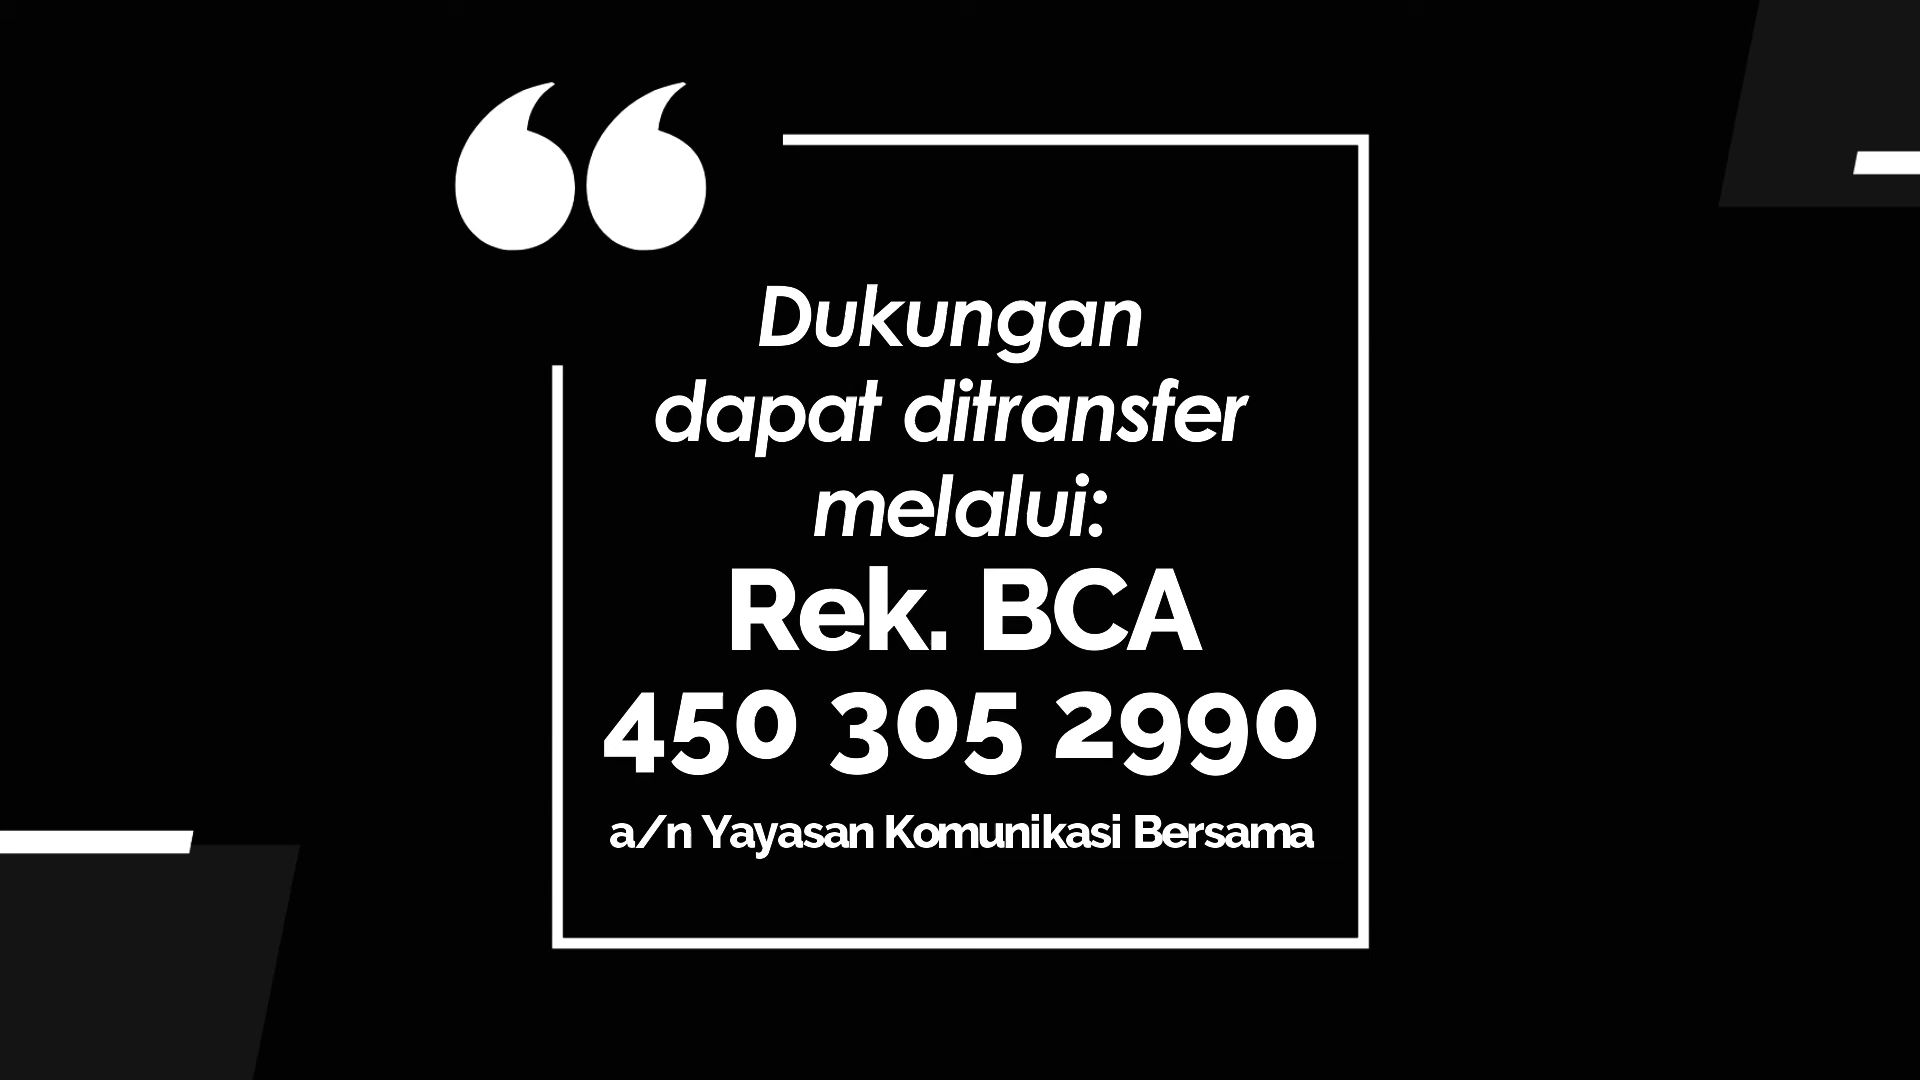 Dukungan
dapat ditransfer
melalui:
Rek. BCA
450 305 2990
a/n Yayasan Komunikasi Bersama